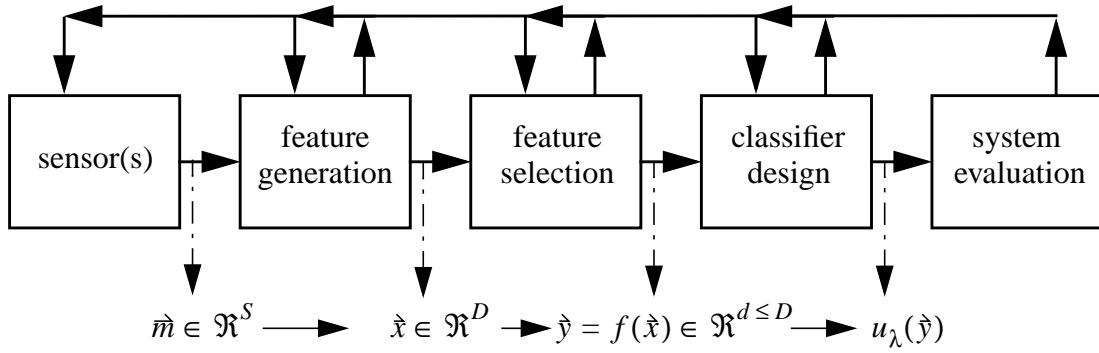 sensor(s)
feature
generation
feature
selection
classifier
design
system
evaluation
m⃗ ∈ ℜ^S → x⃗ ∈ ℜ^D → y⃗ = f(x⃗) ∈ ℜ^{d ≤ D} → u_λ(y⃗)